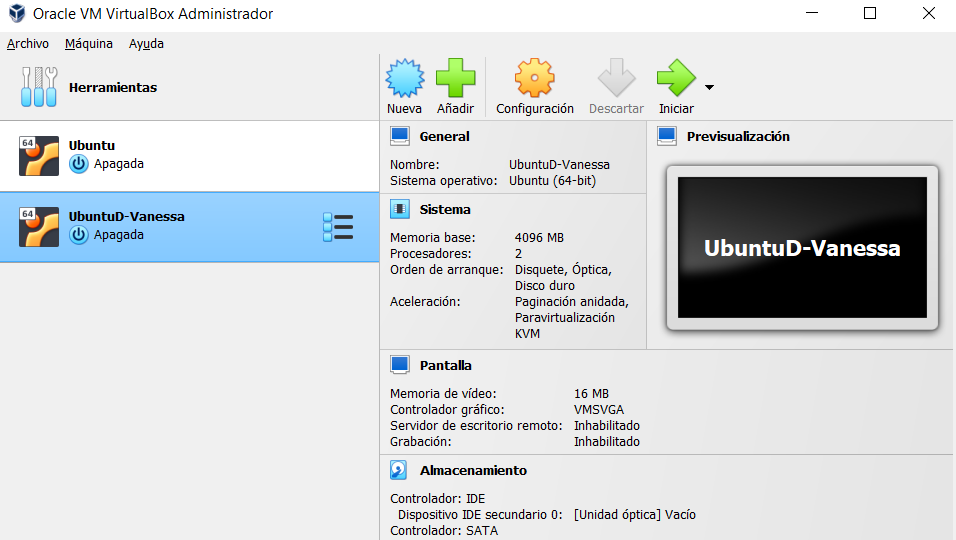 Oracle VM VirtualBox Administrador
Archivo Máquina Ayuda
Herramientas
Nueva Añadir Configuración Descartar Iniciar
64
Ubuntu
Apagada
64
UbuntuD-Vanessa
Apagada
General
Nombre: UbuntuD-Vanessa
Sistema operativo: Ubuntu (64-bit)
Sistema
Memoria base: 4096 MB
Procesadores: 2
Orden de arranque: Disquete, Óptica,
Disco duro
Aceleración: Paginación anidada,
Paravirtualización
KVM
Previsualización
UbuntuD-Vanessa
Pantalla
Memoria de vídeo: 16 MB
Controlador gráfico: VMSVGA
Servidor de escritorio remoto: Inhabilitado
Grabación: Inhabilitado
Almacenamiento
Controlador: IDE
Dispositivo IDE secundario 0: [Unidad óptica] Vacío
Controlador: SATA